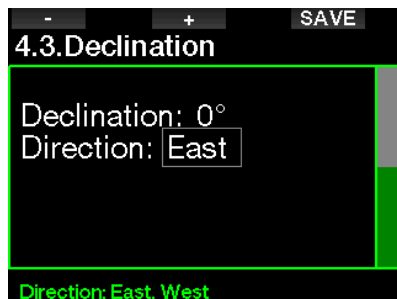 - + SAVE
4.3.Declination
Declination: 0°
Direction: East
Direction: East, West